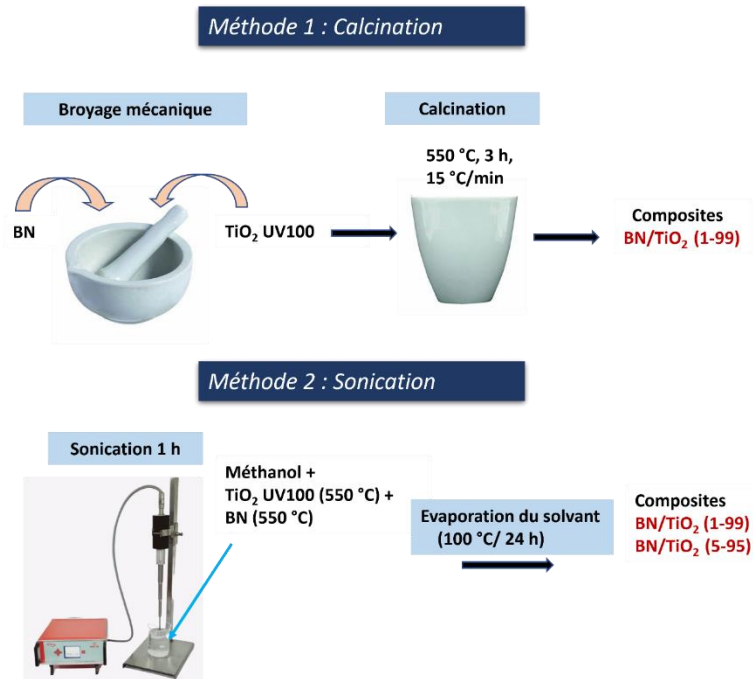 Méthode 1 : Calcination
Broyage mécanique
Calcination
550 °C, 3 h,
15 °C/min
BN
TiO₂ UV100
Composites
BN/TiO₂ (1-99)
Méthode 2 : Sonication
Sonication 1 h
Méthanol +
TiO₂ UV100 (550 °C) +
BN (550 °C)
Evaporation du solvant
(100 °C/ 24 h)
Composites
BN/TiO₂ (1-99)
BN/TiO₂ (5-95)